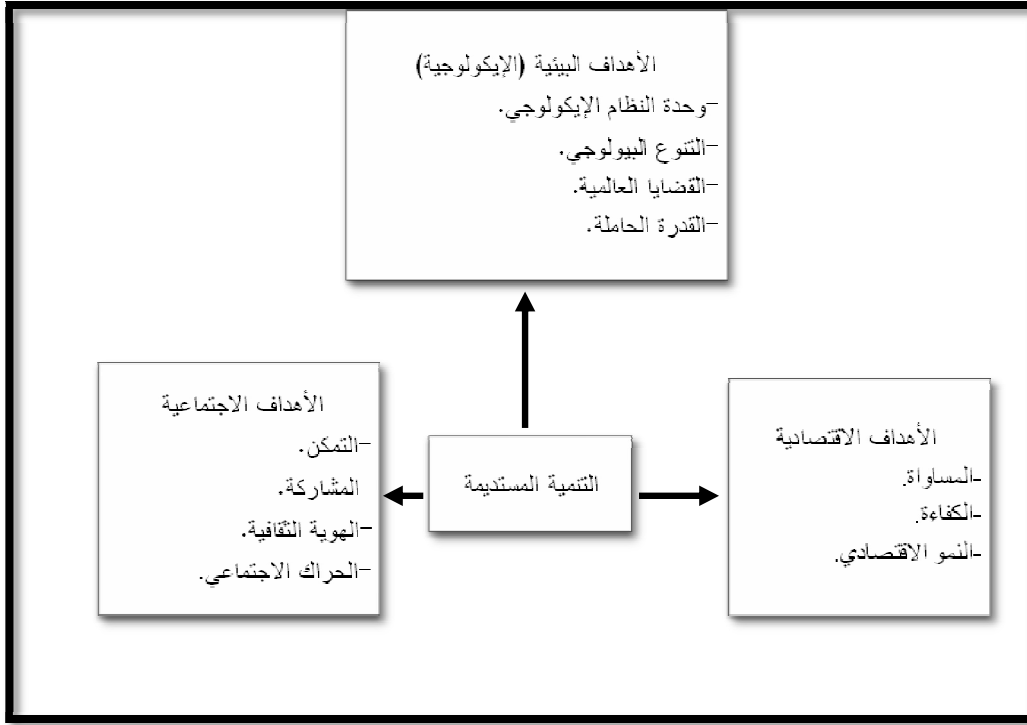 الأهداف البيئية (الإيكولوجية)
-وحدة النظام الإيكولوجي.
-التنوع البيولوجي.
-القضايا العالمية.
-القدرة الحاملة.
الأهداف الاقتصادية
-المساواة.
-الكفاءة.
-النمو الاقتصادي.
التنمية المستديمة
الأهداف الاجتماعية
-التمكن.
المشاركة.
-الهوية الثقافية.
-الحراك الاجتماعي.